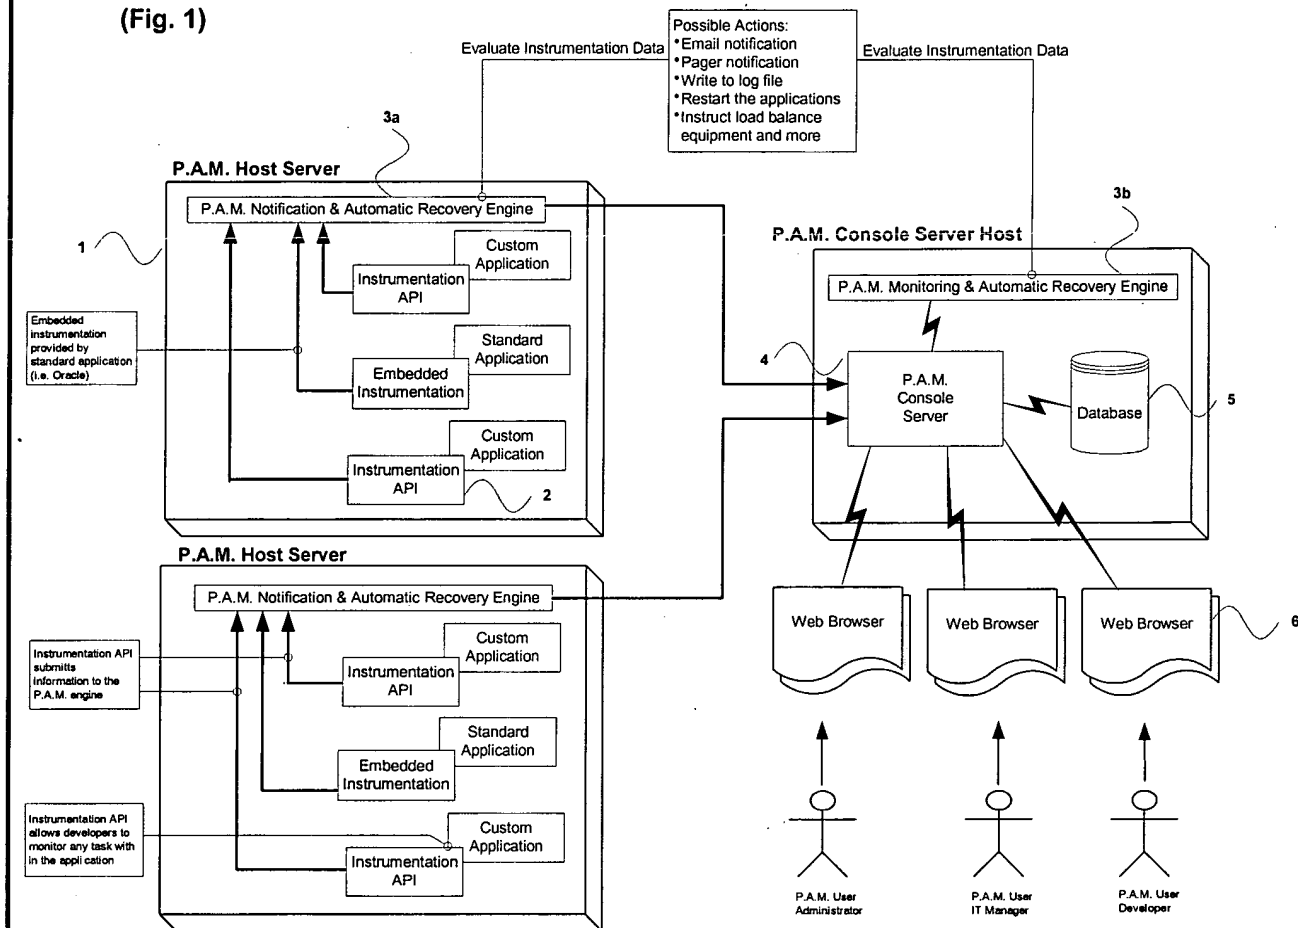 (Fig. 1)
Evaluate Instrumentation Data
Possible Actions:
•Email notification
•Pager notification
•Write to log file
•Restart the applications
•Instruct load balance
equipment and more
Evaluate Instrumentation Data
3a
P.A.M. Host Server
P.A.M. Notification & Automatic Recovery Engine
1
Custom
Application
Instrumentation
API
Embedded
instrumentation
provided by
standard application
(i.e. Oracle)
Standard
Application
Embedded
Instrumentation
Custom
Application
Instrumentation
API
2
3b
P.A.M. Console Server Host
P.A.M. Monitoring & Automatic Recovery Engine
4
P.A.M.
Console
Server
Database
5
P.A.M. Host Server
P.A.M. Notification & Automatic Recovery Engine
Custom
Application
Instrumentation
API
Instrumentation API
submitts
information to the
P.A.M. engine
Standard
Application
Embedded
Instrumentation
Instrumentation API
allows developers to
monitor any task with
in the application
Custom
Application
Instrumentation
API
Web Browser
Web Browser
Web Browser
6
P.A.M. User
Administrator
P.A.M. User
IT Manager
P.A.M. User
Developer